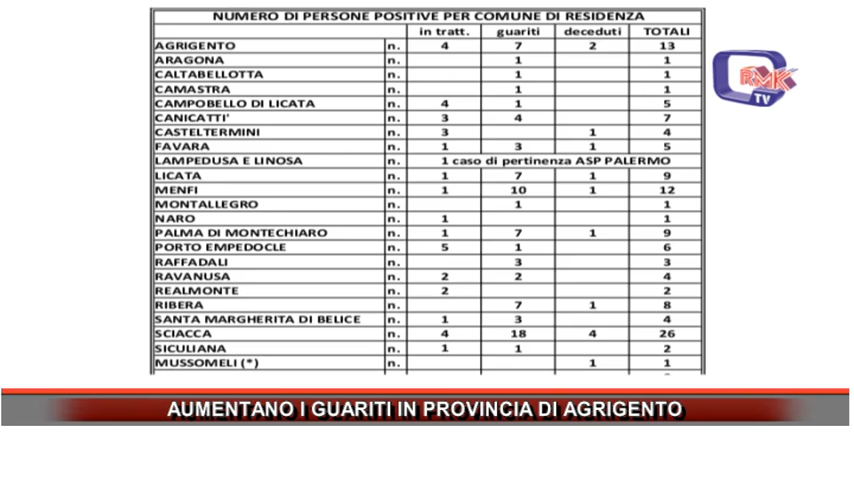 NUMERO DI PERSONE POSITIVE PER COMUNE DI RESIDENZA
in tratt. guariti deceduti TOTALI
AGRIGENTO n. 4 7 2 13
ARAGONA n. 1 1
CALTABELLOTTA n. 1 1
CAMASTRA n. 1 1
CAMPOBELLO DI LICATA n. 4 1 5
CANICATTI' n. 3 4 7
CASTELTERMINI n. 3 1 4
FAVARA n. 1 3 1 5
LAMPEDUSA E LINOSA n. 1 caso di pertinenza ASP PALERMO
LICATA n. 1 7 1 9
MENFI n. 1 10 1 12
MONTALLEGRO n. 1 1
NARO n. 1 1
PALMA DI MONTECHIARO n. 1 7 1 9
PORTO EMPEDOCLE n. 5 1 6
RAFFADALI n. 3 3
RAVANUSA n. 2 2 4
REALMONTE n. 2 2
RIBERA n. 7 1 8
SANTA MARGHERITA DI BELICE n. 1 3 4
SCIACCA n. 4 18 4 26
SICULIANA n. 1 1 2
MUSSOMELI (*) n. 1 1
RMK
TV
AUMENTANO I GUARITI IN PROVINCIA DI AGRIGENTO